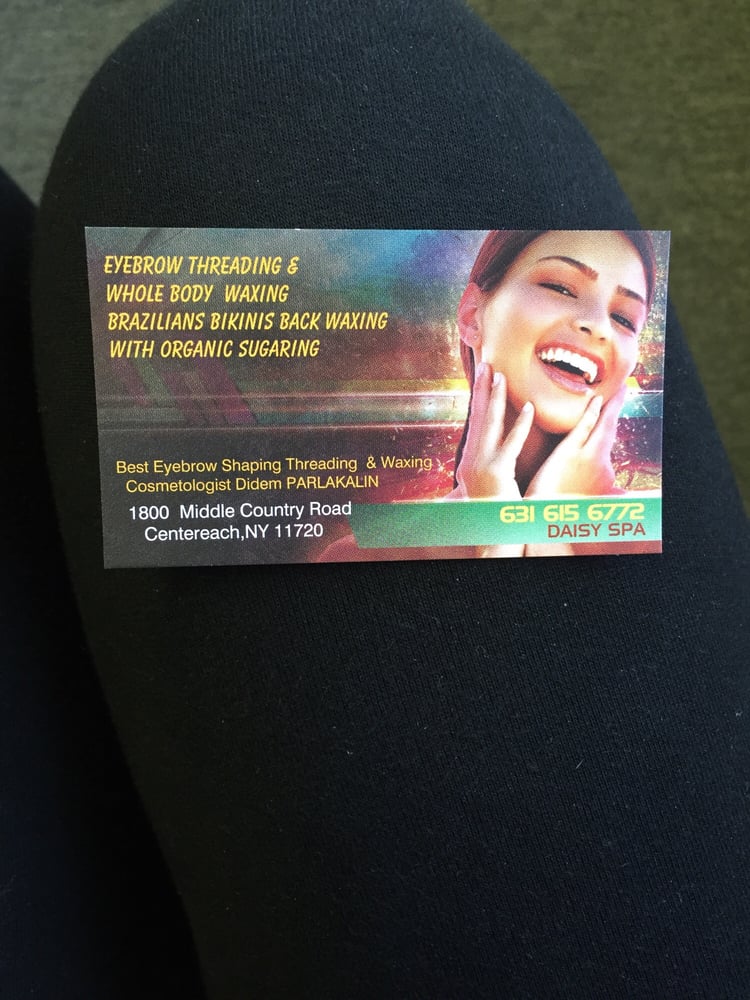 EYEBROW THREADING &
WHOLE BODY WAXING
BRAZILIANS BIKINIS BACK WAXING
WITH ORGANIC SUGARING
Best Eyebrow Shaping Threading & Waxing
Cosmetologist Didem PARLAKALIN
1800 Middle Country Road
Centereach,NY 11720
631 615 6772
DAISY SPA